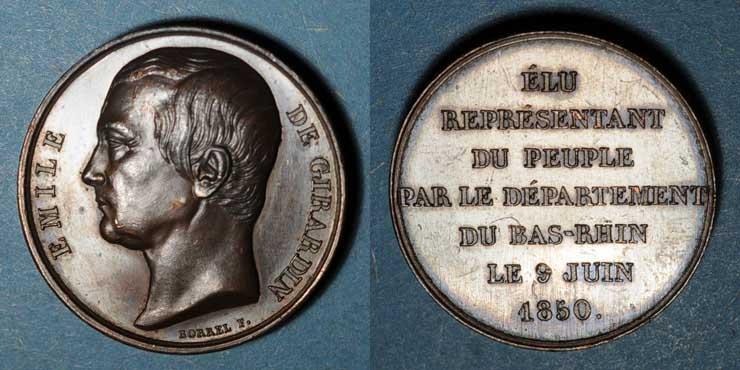 EMILE DE GIRARDIN
BORREL F.
ÉLU
REPRÉSENTANT
DU PEUPLE
PAR LE DÉPARTEMENT
DU BAS-RHIN
LE 9 JUIN
1850.